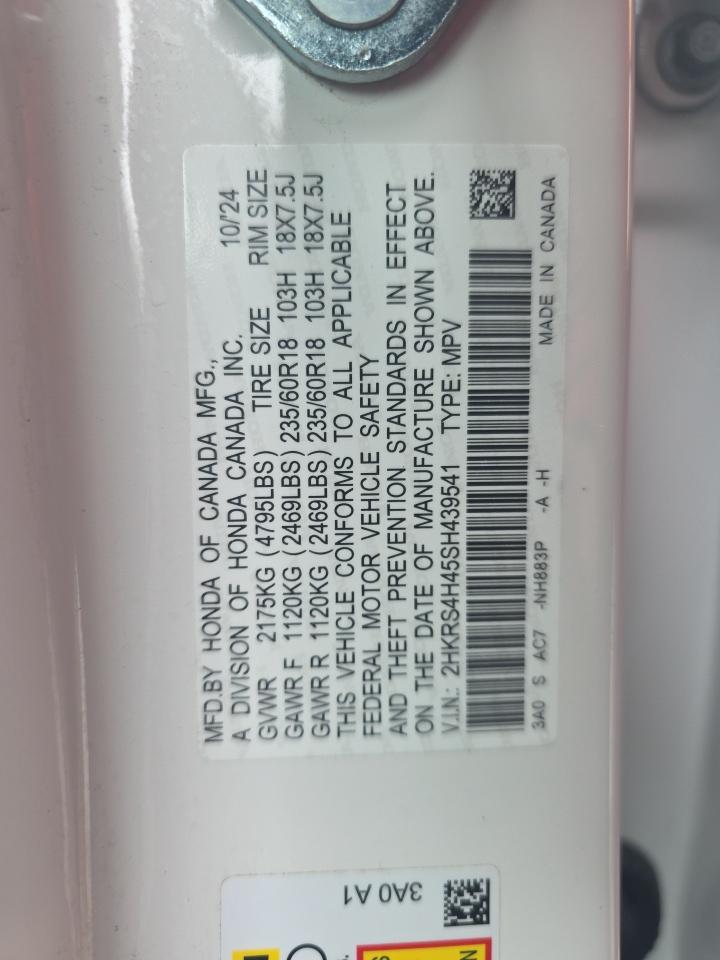 MFD.BY HONDA OF CANADA MFG.,
A DIVISION OF HONDA CANADA INC. 10/'24
GVWR 2175KG (4795LBS) TIRE SIZE RIM SIZE
GAWR F 1120KG (2469LBS) 235/60R18 103H 18X7.5J
GAWR R 1120KG (2469LBS) 235/60R18 103H 18X7.5J
THIS VEHICLE CONFORMS TO ALL APPLICABLE
FEDERAL MOTOR VEHICLE SAFETY
AND THEFT PREVENTION STANDARDS IN EFFECT
ON THE DATE OF MANUFACTURE SHOWN ABOVE.
V.I.N.: 2HKRS4H45SH439541 TYPE: MPV
3A0 S AC7 -NH883P -A -H MADE IN CANADA
3A0 A1